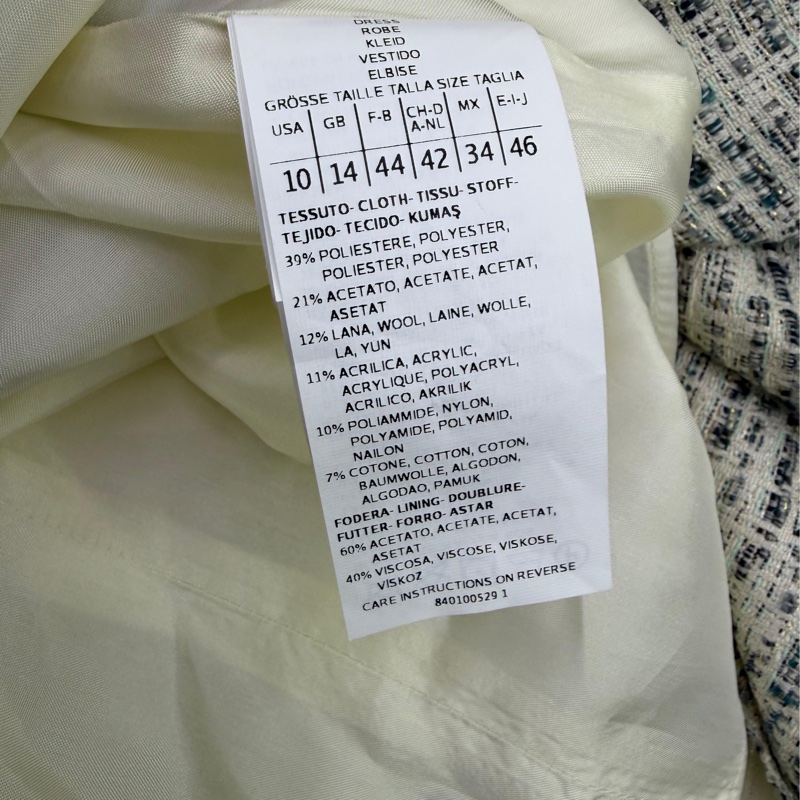 DRESS
ROBE
KLEID
VESTIDO
ELBİSE
GRÖSSE TAILLE TALLA SIZE TAGLIA
USA GB F-B CH-D A-NL MX E-I-J
10 14 44 42 34 46
TESSUTO- CLOTH- TISSU- STOFF-
TEJIDO- TECIDO- KUMAŞ
39% POLIESTERE, POLYESTER,
POLIESTER, POLYESTER
21% ACETATO, ACETATE, ACETAT,
ASETAT
12% LANA, WOOL, LAINE, WOLLE,
LA, YUN
11% ACRILICA, ACRYLIC,
ACRYLIQUE, POLYACRYL,
ACRILICO, AKRILIK
10% POLIAMMIDE, NYLON,
POLYAMIDE, POLYAMID,
NAILON
7% COTONE, COTTON, COTON,
BAUMWOLLE, ALGODON,
ALGODAO, PAMUK
FODERA- LINING- DOUBLURE-
FUTTER- FORRO- ASTAR
60% ACETATO, ACETATE, ACETAT,
ASETAT
40% VISCOSA, VISCOSE, VISKOSE,
VISKOZ
CARE INSTRUCTIONS ON REVERSE
840100529 1